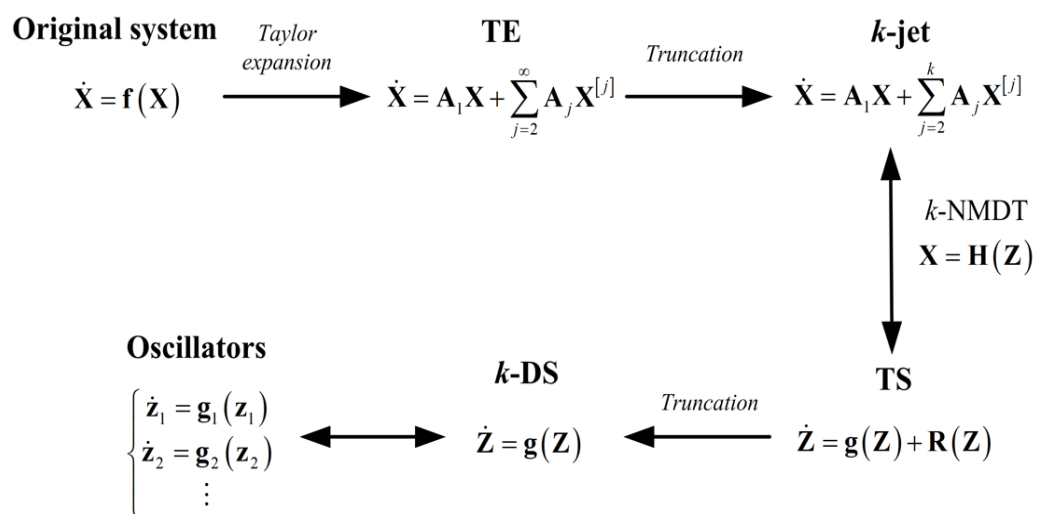 Original system
Taylor expansion
TE
Truncation
k-jet
Ẋ = f(X)
Ẋ = A₁X + ∑_{j=2}^{∞} A_j X^{[j]}
Ẋ = A₁X + ∑_{j=2}^{k} A_j X^{[j]}
k-NMDT
X = H(Z)
Oscillators
k-DS
Truncation
TS
ż₁ = g₁(z₁)
ż₂ = g₂(z₂)
⋮
Ż = g(Z)
Ż = g(Z) + R(Z)